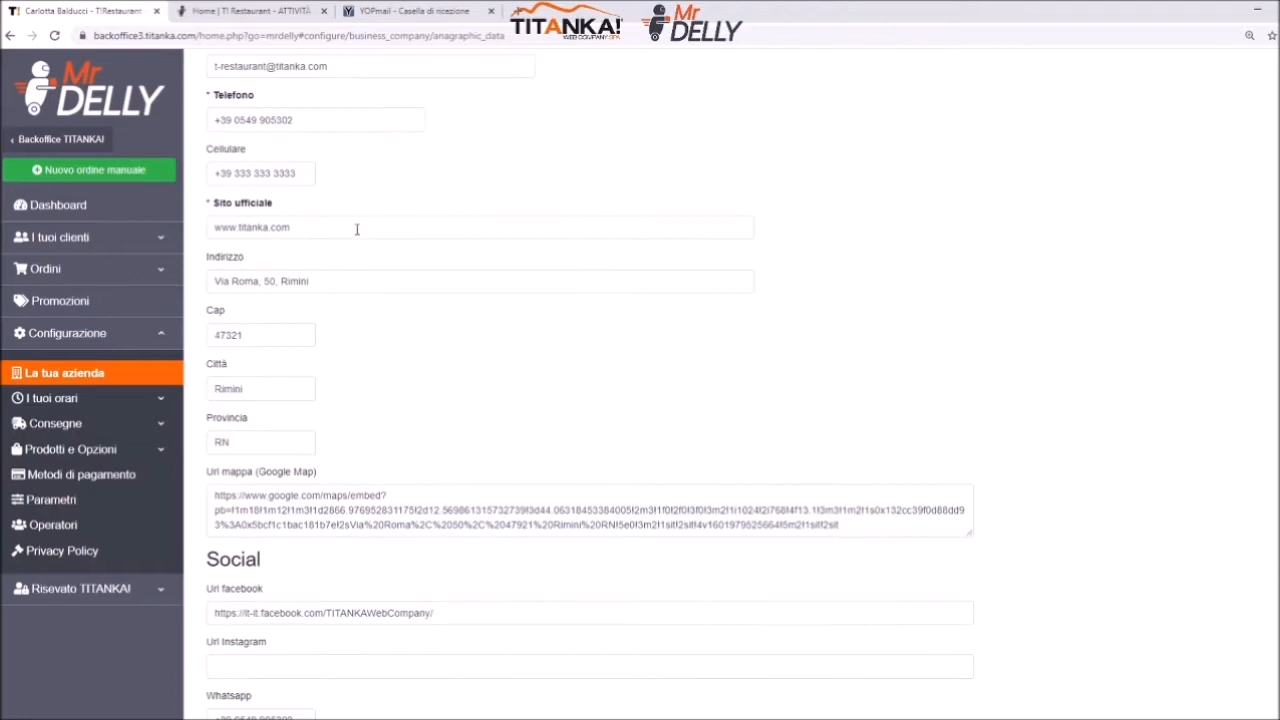 Carlotta Balducci - T!Restaurant
Home | T! Restaurant - ATTIVITÀ
YOPmail - Casella di ricezione
TITANKA!
WEB COMPANY SPA
Mr DELLY
backoffice3.titanka.com/home.php?go=mrdelly#configure/business_company/anagraphic_data
Mr DELLY
Backoffice TITANKA!
Nuovo ordine manuale
Dashboard
I tuoi clienti
Ordini
Promozioni
Configurazione
La tua azienda
I tuoi orari
Consegne
Prodotti e Opzioni
Metodi di pagamento
Parametri
Operatori
Privacy Policy
Risevato TITANKA!
t-restaurant@titanka.com
* Telefono
+39 0549 905302
Cellulare
+39 333 333 3333
* Sito ufficiale
www.titanka.com
Indirizzo
Via Roma, 50, Rimini
Cap
47321
Città
Rimini
Provincia
RN
Url mappa (Google Map)
https://www.google.com/maps/embed?
Social
Url facebook
https://it-it.facebook.com/TITANKAWebCompany/
Url Instagram
Whatsapp